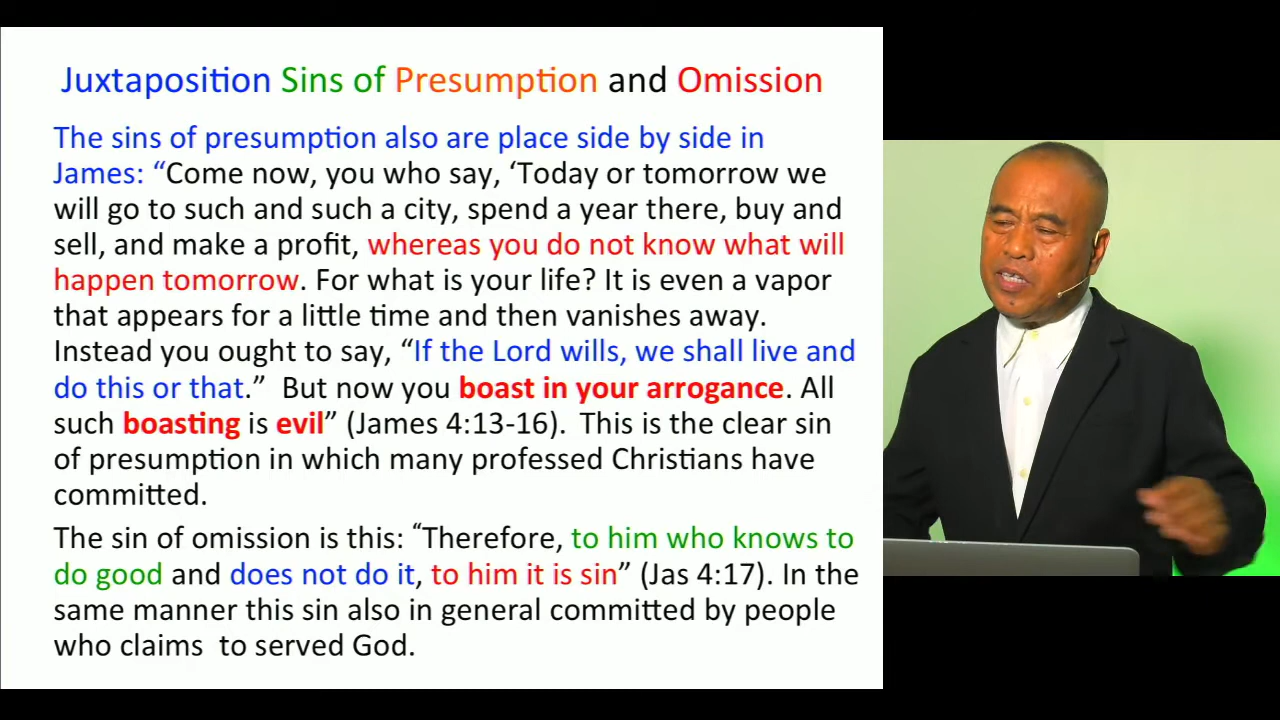 Juxtaposition Sins of Presumption and Omission
The sins of presumption also are place side by side in
James: “Come now, you who say, ‘Today or tomorrow we
will go to such and such a city, spend a year there, buy and
sell, and make a profit, whereas you do not know what will
happen tomorrow. For what is your life? It is even a vapor
that appears for a little time and then vanishes away.
Instead you ought to say, “If the Lord wills, we shall live and
do this or that.”  But now you boast in your arrogance. All
such boasting is evil” (James 4:13-16).  This is the clear sin
of presumption in which many professed Christians have
committed.
The sin of omission is this: “Therefore, to him who knows to
do good and does not do it, to him it is sin” (Jas 4:17). In the
same manner this sin also in general committed by people
who claims  to served God.